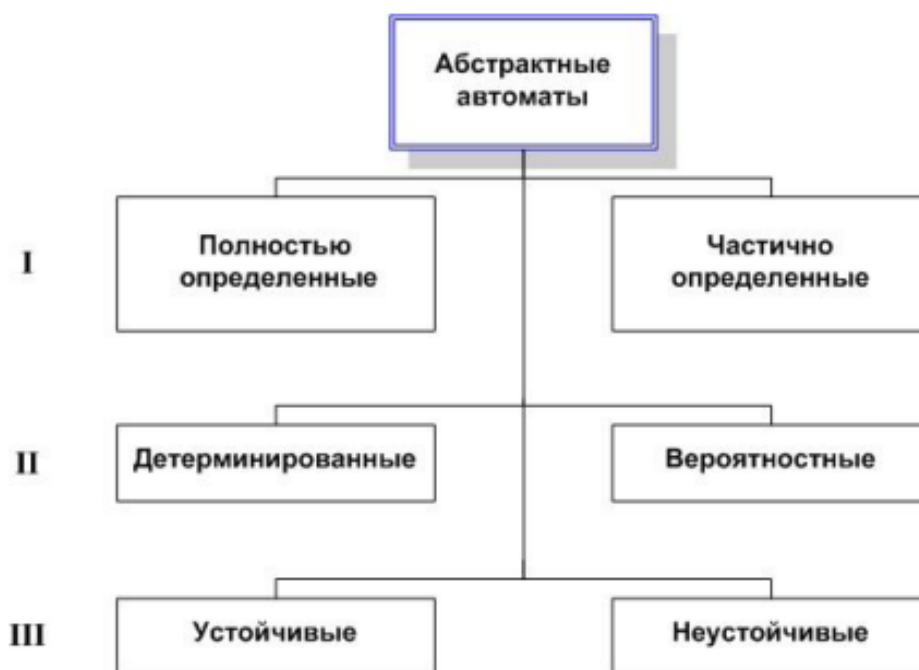 Абстрактные
автоматы
I
Полностью
определенные
Частично
определенные
II
Детерминированные
Вероятностные
III
Устойчивые
Неустойчивые